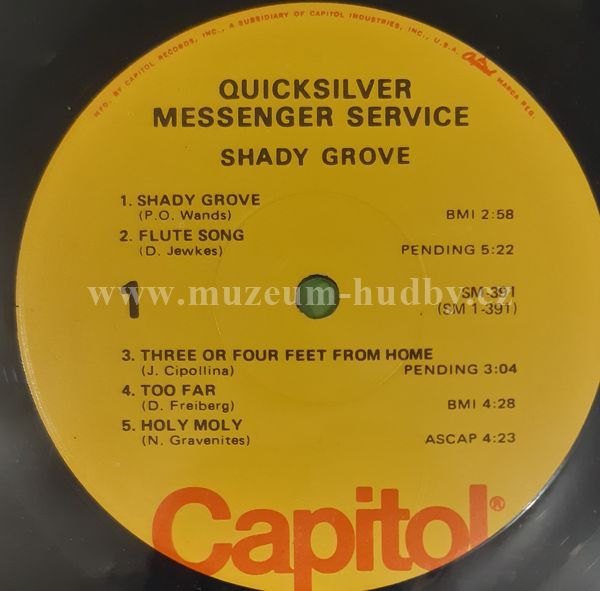 MFD. BY CAPITOL RECORDS, INC., A SUBSIDIARY OF CAPITOL INDUSTRIES, INC., U.S.A. Capitol MARCA REG.
QUICKSILVER
MESSENGER SERVICE
SHADY GROVE
1. SHADY GROVE
(P.O. Wands) BMI 2:58
2. FLUTE SONG
(D. Jewkes) PENDING 5:22
1 SM-391
www.muzeum-hudby.cz
(SM 1-391)
3. THREE OR FOUR FEET FROM HOME
(J. Cipollina) PENDING 3:04
4. TOO FAR
(D. Freiberg) BMI 4:28
5. HOLY MOLY
(N. Gravenites) ASCAP 4:23
Capitol®